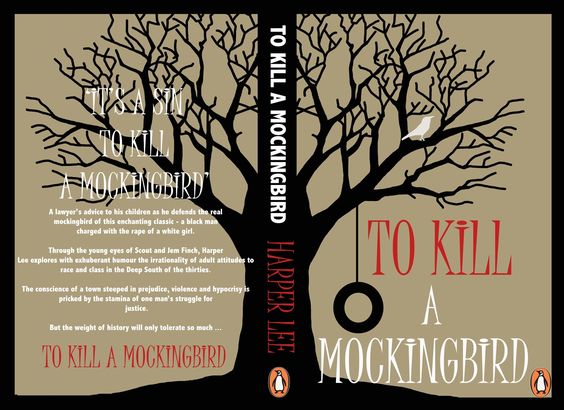 'IT'S A SIN
TO KILL
A MOCKINGBIRD'
A lawyer's advice to his children as he defends the real
mockingbird of this enchanting classic - a black man
charged with the rape of a white girl.
Through the young eyes of Scout and Jem Finch, Harper
Lee explores with exhuberant humour the irrationality of adult attitudes to
race and class in the Deep South of the thirties.
The conscience of a town steeped in prejudice, violence and hypocrisy is
pricked by the stamina of one man's struggle for
justice.
But the weight of history will only tolerate so much ...
TO KILL A MOCKINGBIRD
TO KILL A MOCKINGBIRD
HARPER LEE
TO KILL
A
MOCKINGBIRD